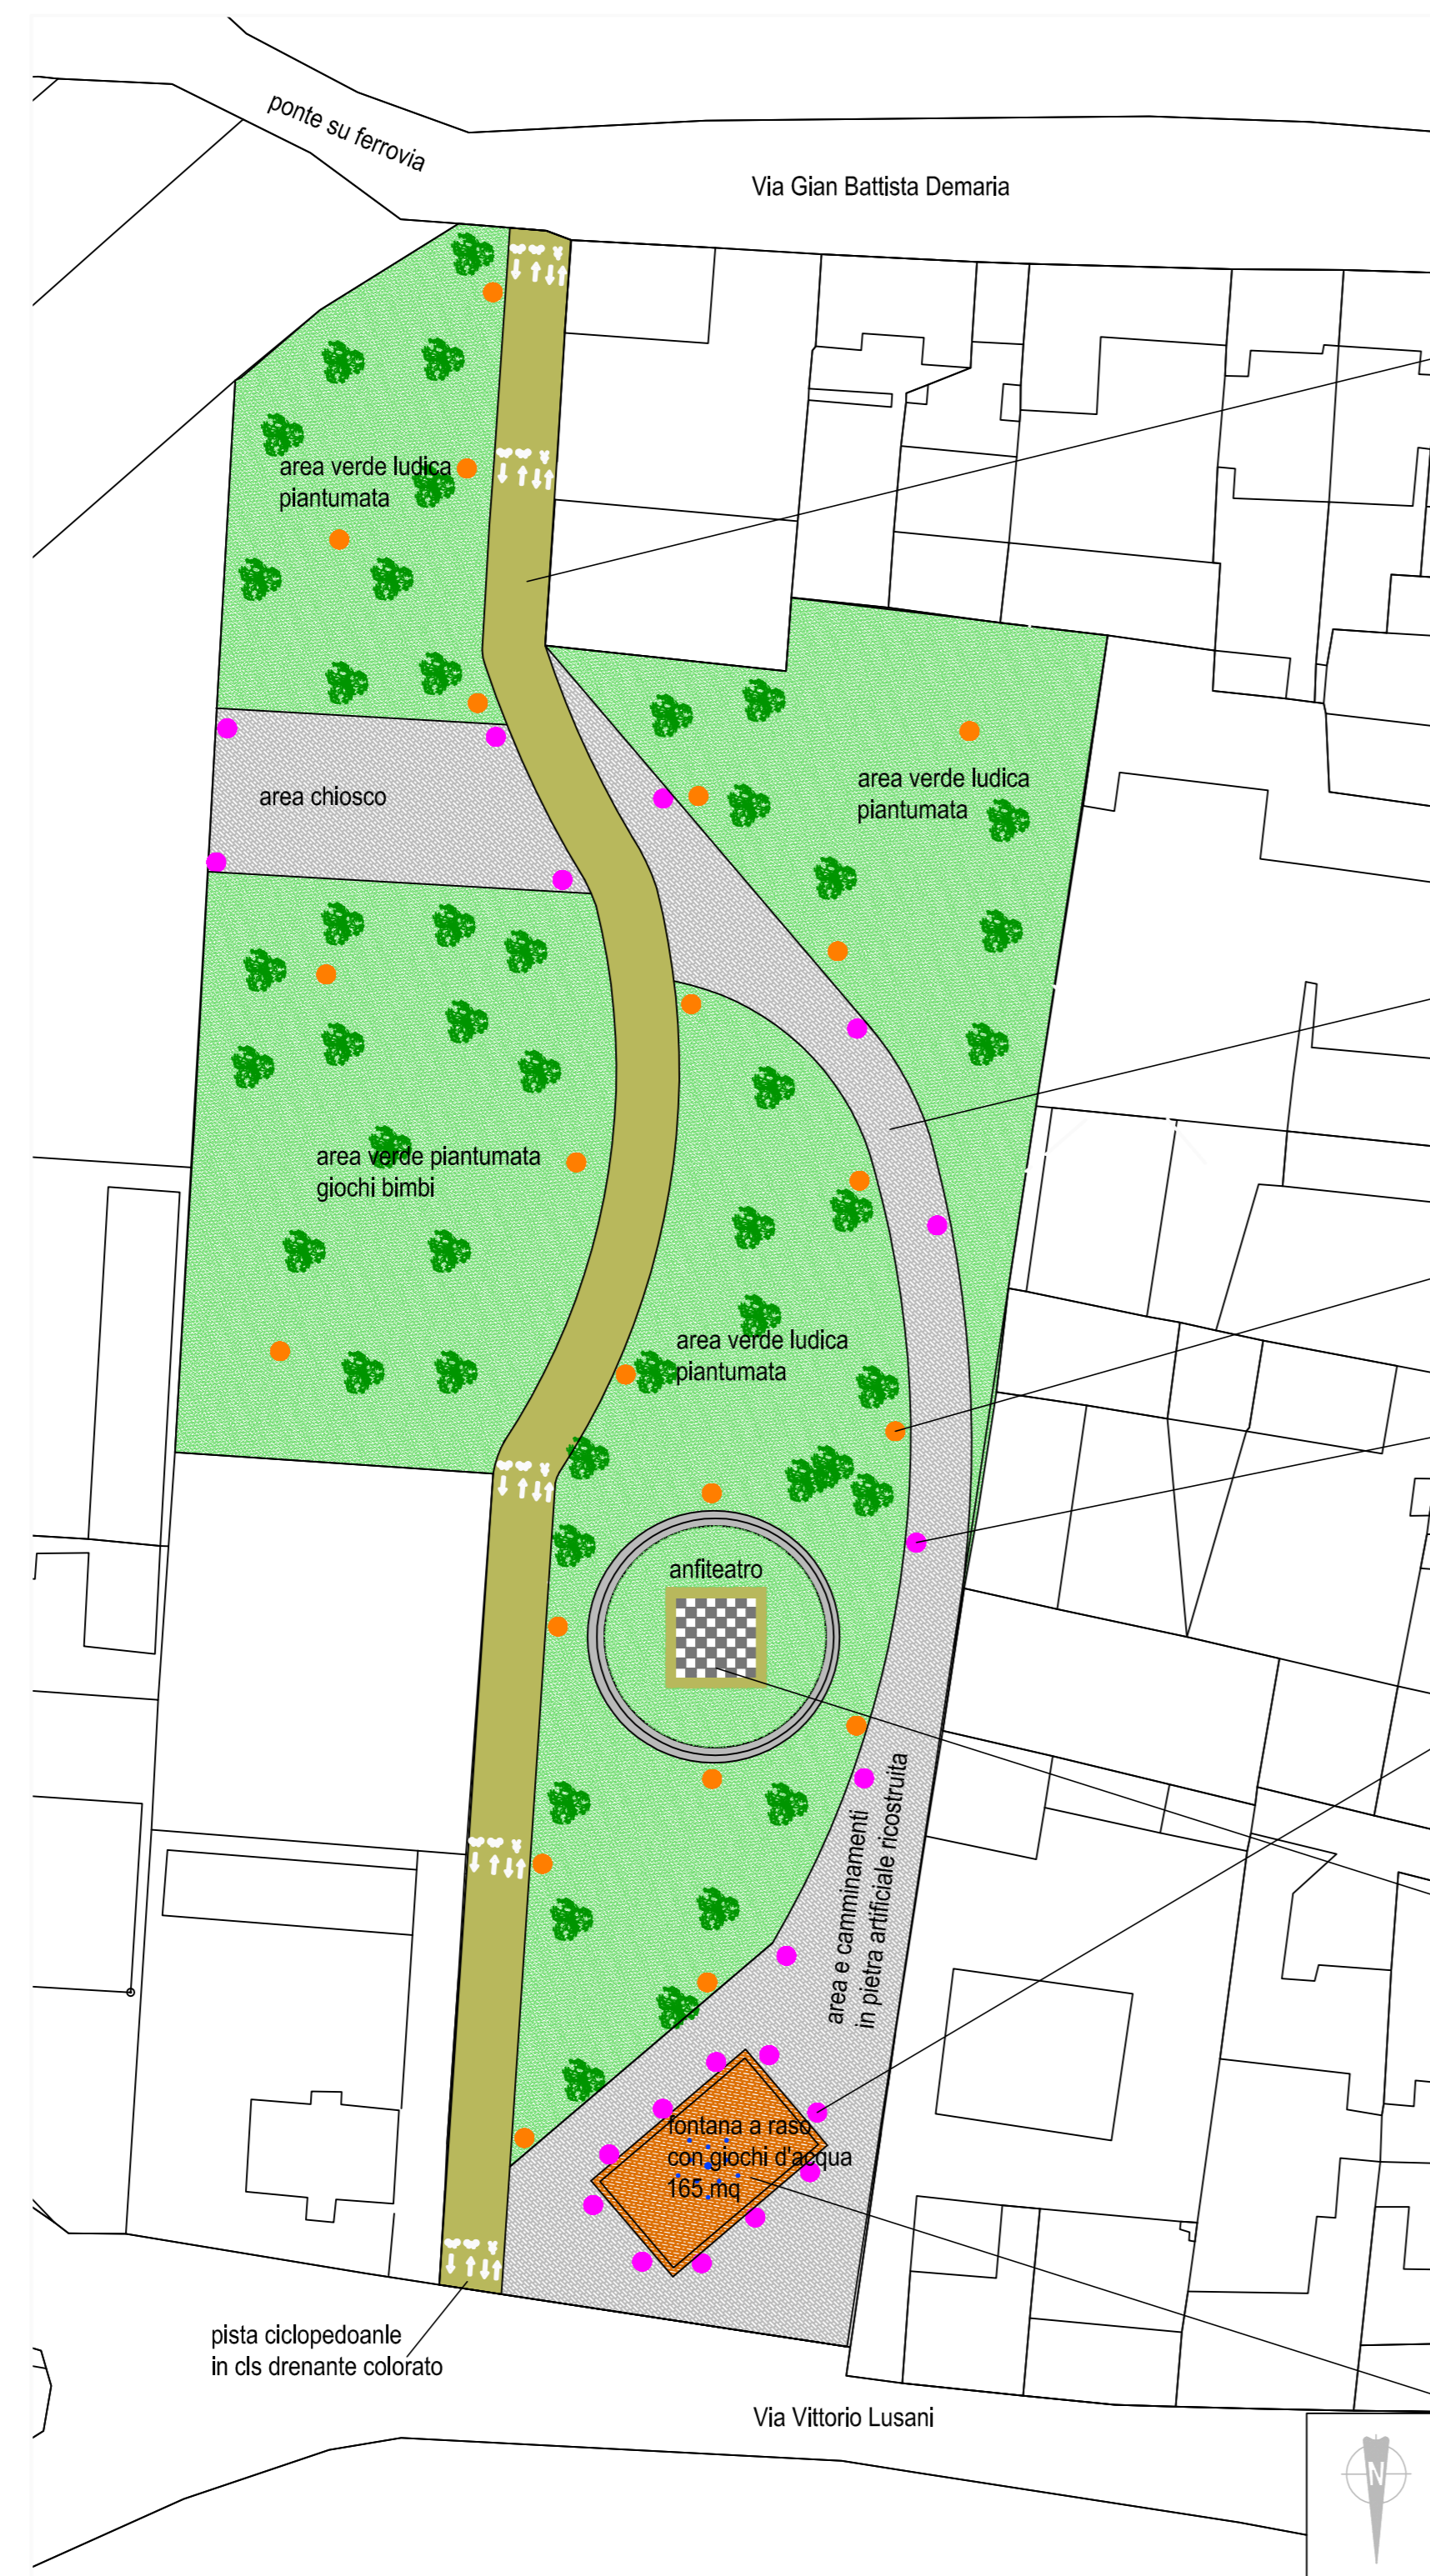 ponte su ferrovia
Via Gian Battista Demaria
area verde ludica
piantumata
area verde ludica
piantumata
area chiosco
area verde piantumata
giochi bimbi
area verde ludica
piantumata
anfiteatro
area e camminamenti
in pietra artificiale ricostruita
fontana a raso
con giochi d'acqua
165 mq
pista ciclopedoanle
in cls drenante colorato
Via Vittorio Lusani
N